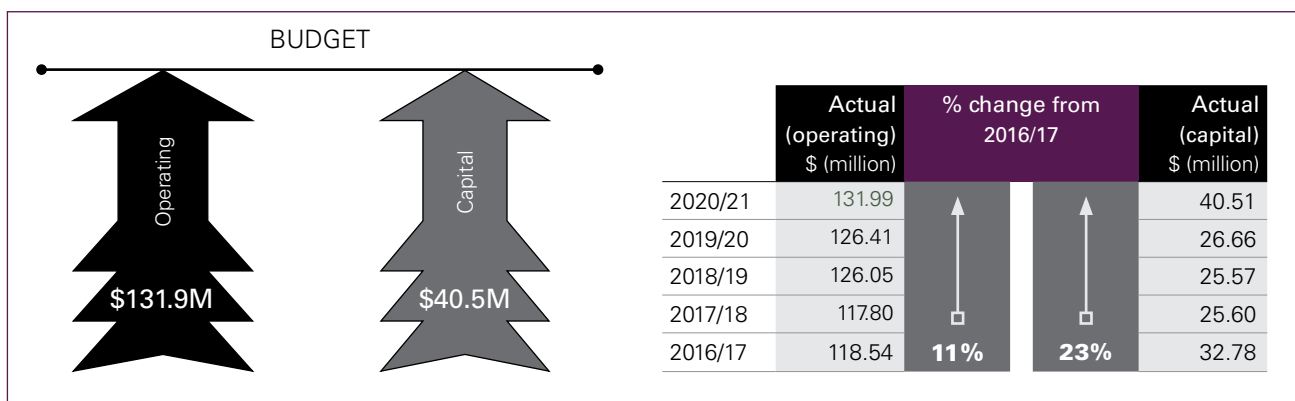 BUDGET
Operating
$131.9M
Capital
$40.5M
Actual
(operating)
$ (million)
% change from
2016/17
Actual
(capital)
$ (million)
2020/21 131.99 40.51
2019/20 126.41 26.66
2018/19 126.05 25.57
2017/18 117.80 25.60
2016/17 118.54 11% 23% 32.78